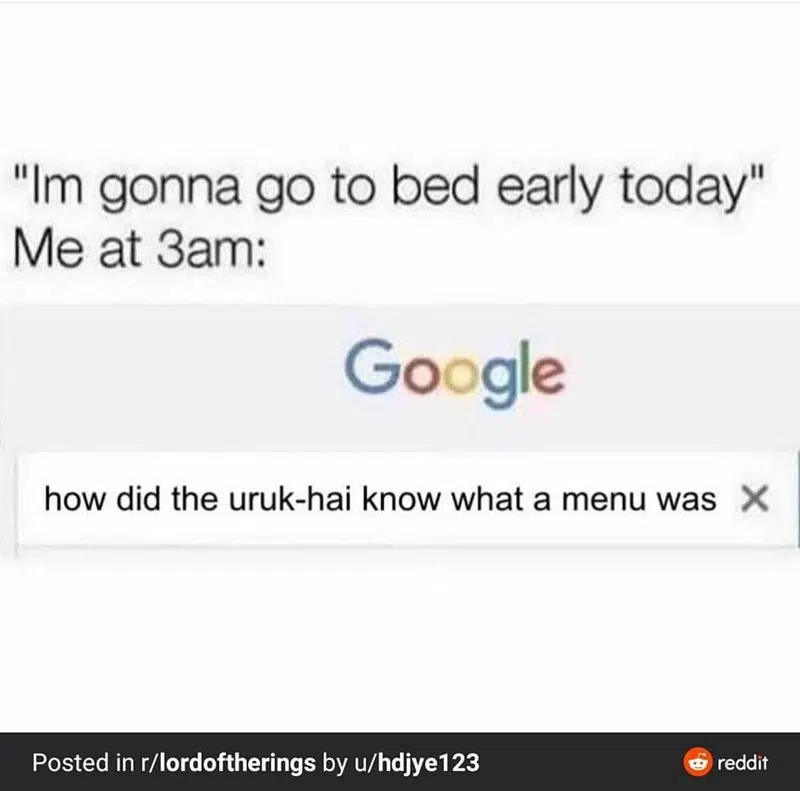 "Im gonna go to bed early today"
Me at 3am:
Google
how did the uruk-hai know what a menu was ✕
Posted in r/lordoftherings by u/hdjye123 reddit